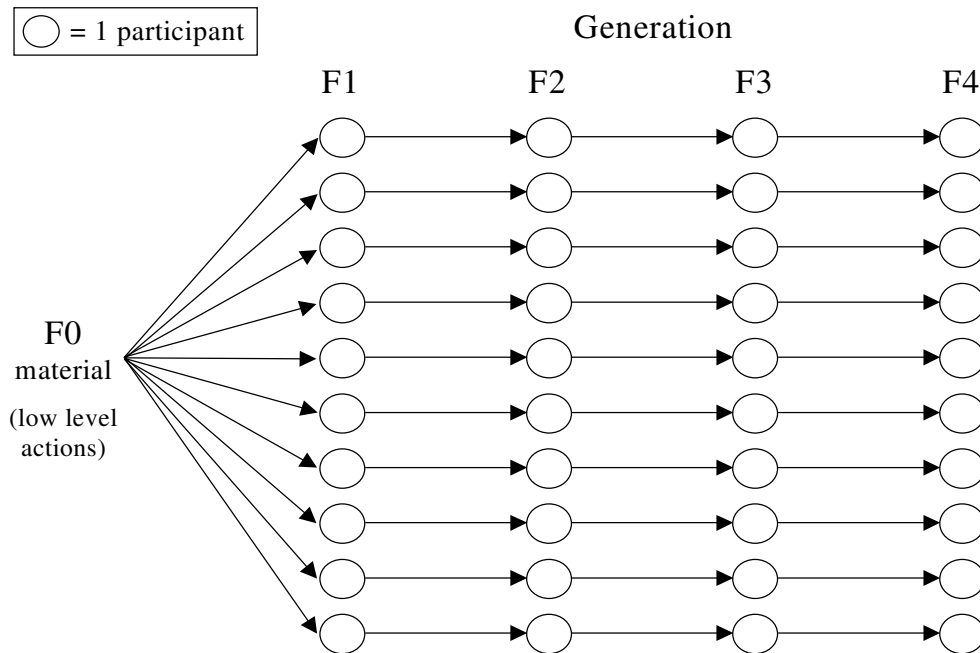 = 1 participant
Generation
F1 F2 F3 F4
F0
material
(low level
actions)